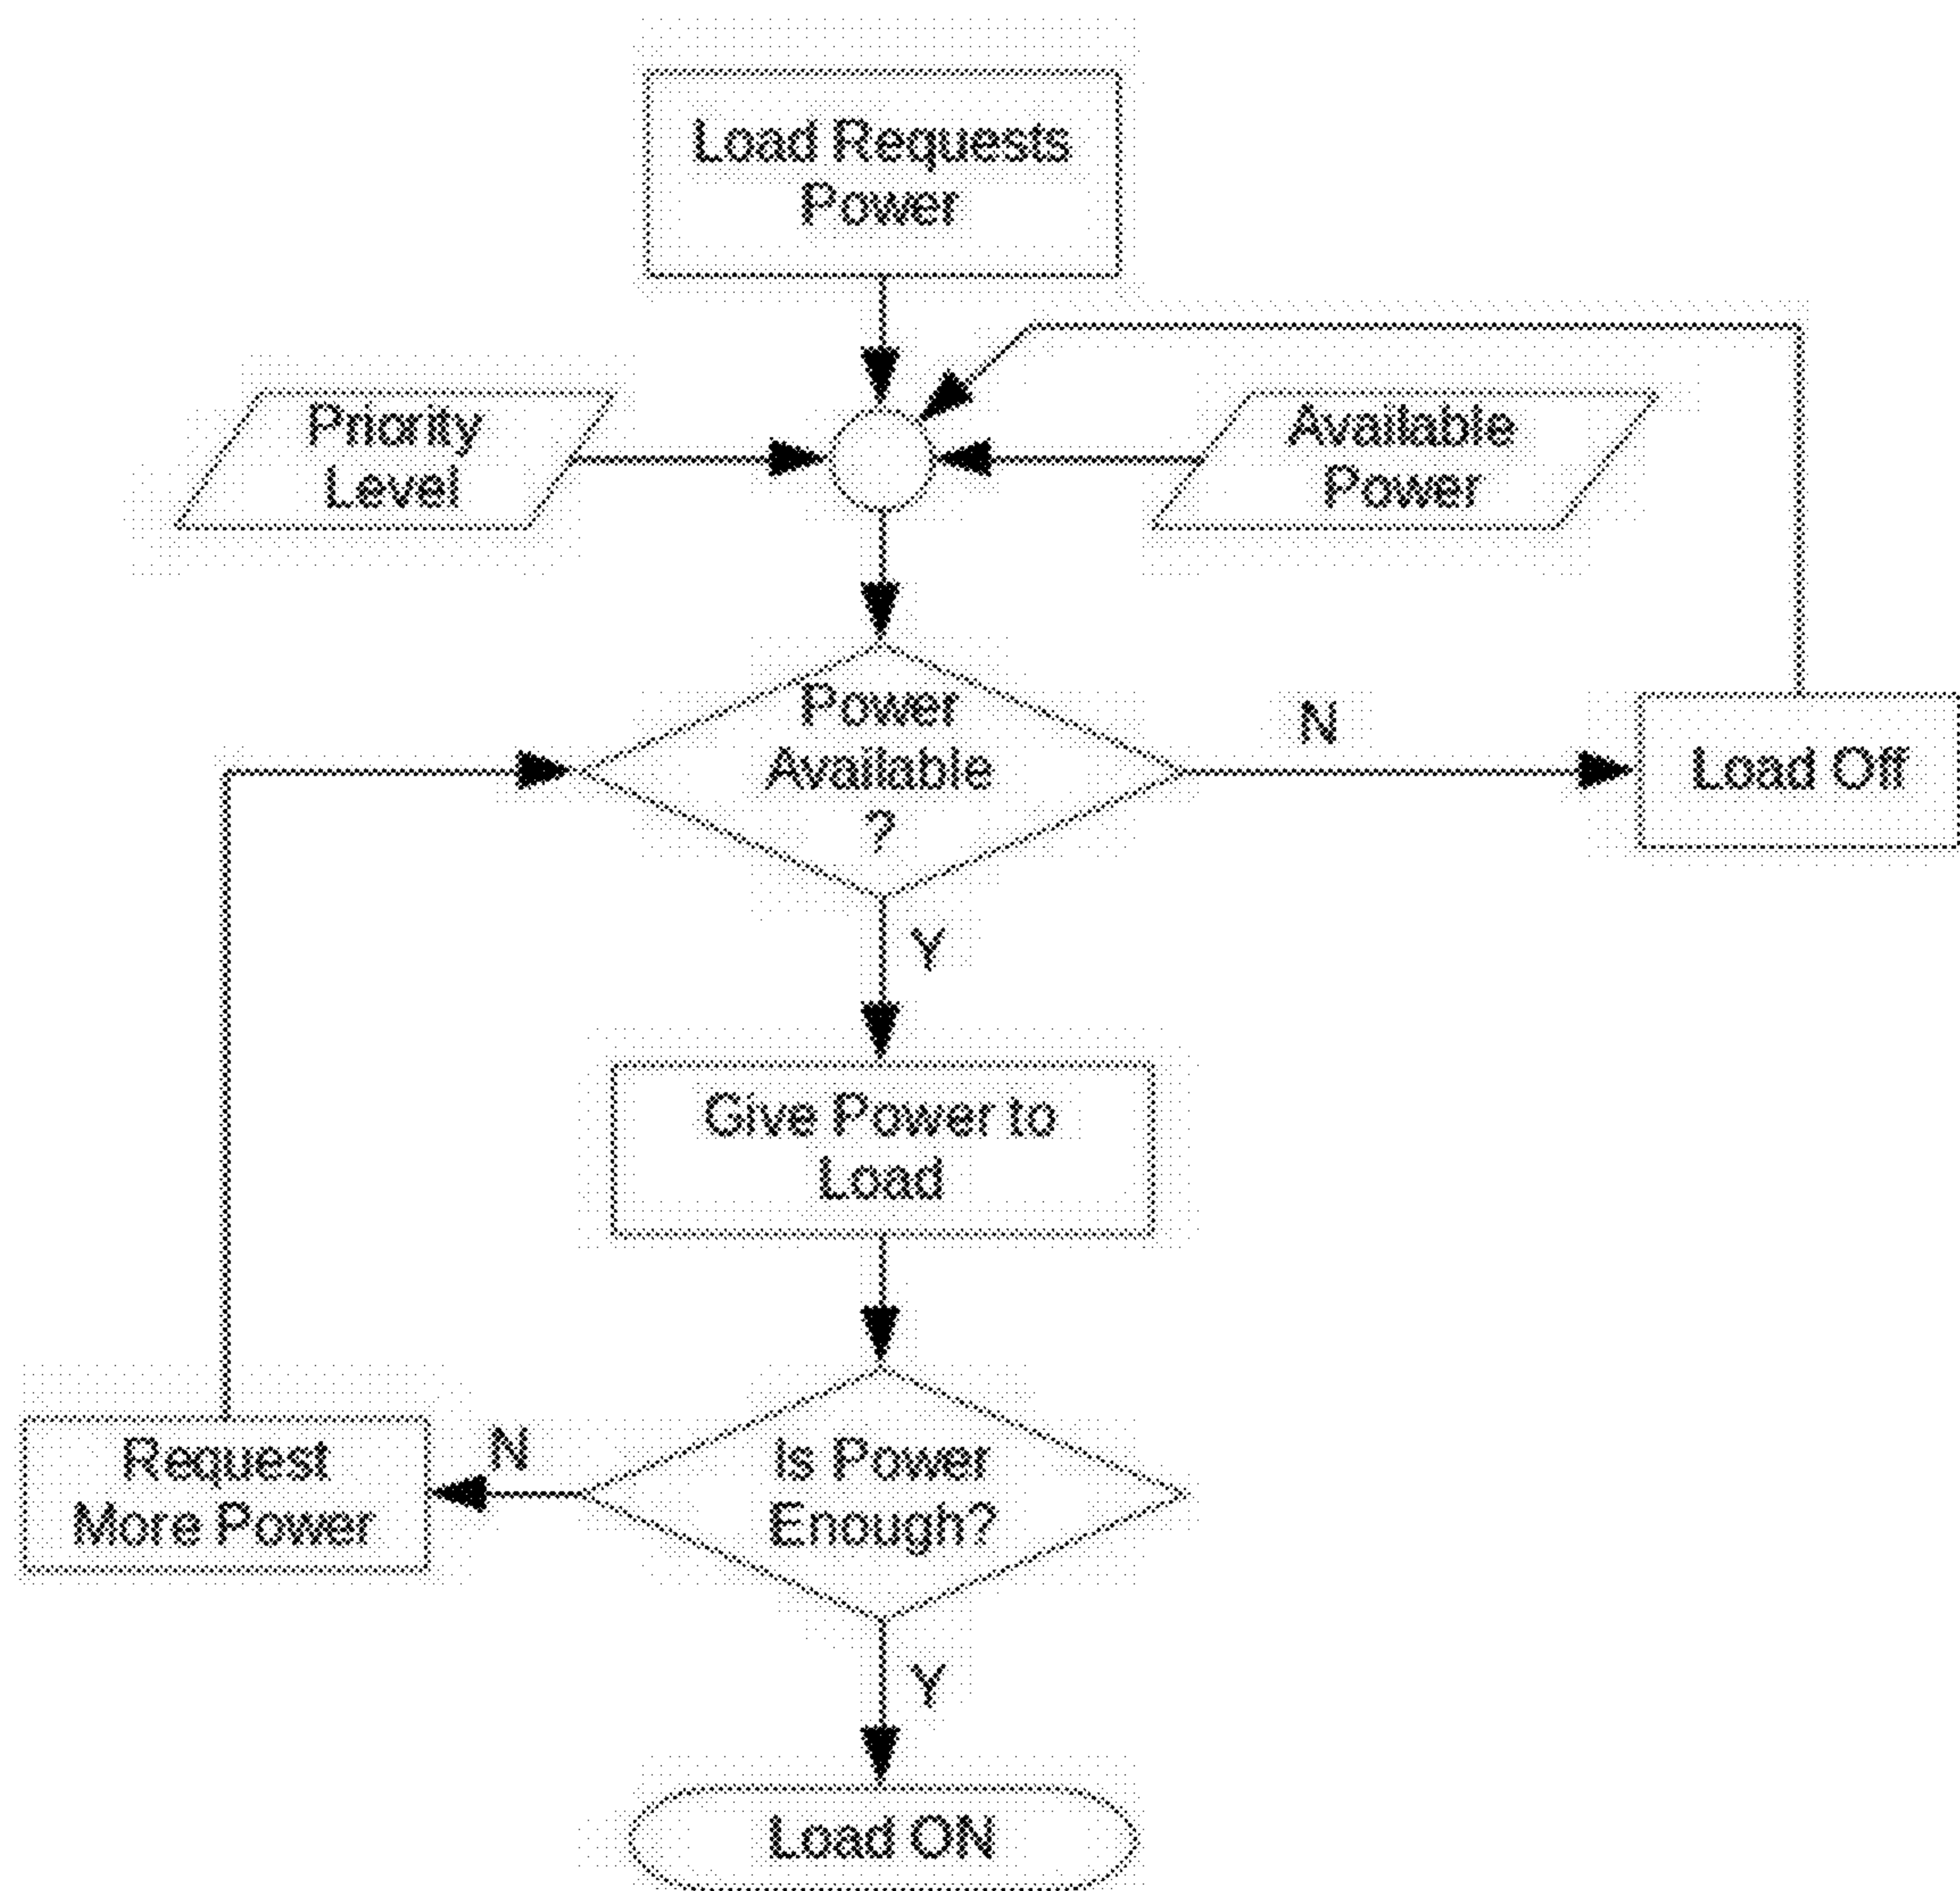 Load Requests
Power
Priority
Level
Available
Power
Power
Available
?
N
Load Off
Y
Give Power to
Load
Is Power
Enough?
N
Request
More Power
Y
Load ON